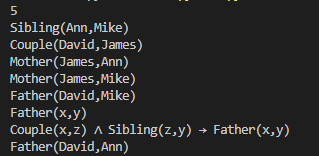 5
Sibling(Ann,Mike)
Couple(David,James)
Mother(James,Ann)
Mother(James,Mike)
Father(David,Mike)
Father(x,y)
Couple(x,z) ∧ Sibling(z,y) → Father(x,y)
Father(David,Ann)